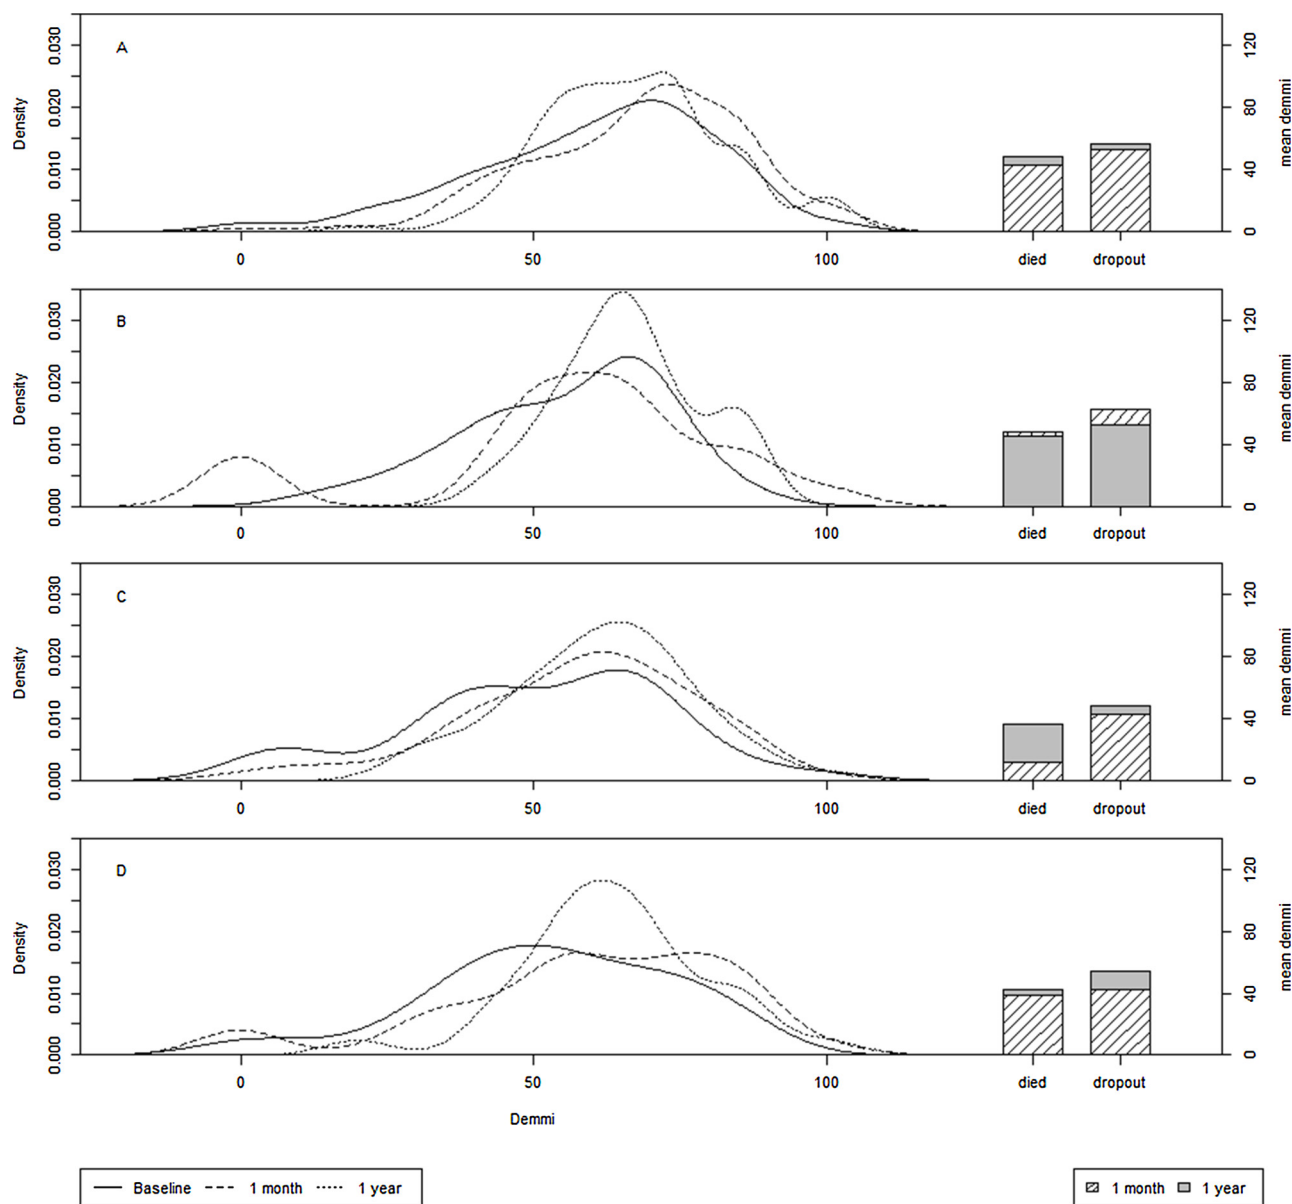 A
Density
0.000 0.010 0.020 0.030
0 50 100
died dropout
0 40 80 120
mean demmi
B
Density
0.000 0.010 0.020 0.030
0 50 100
died dropout
0 40 80 120
mean demmi
C
Density
0.000 0.010 0.020 0.030
0 50 100
died dropout
0 40 80 120
mean demmi
D
Density
0.000 0.010 0.020 0.030
0 50 100
died dropout
0 40 80 120
mean demmi
Demmi
Baseline 1 month 1 year
1 month 1 year